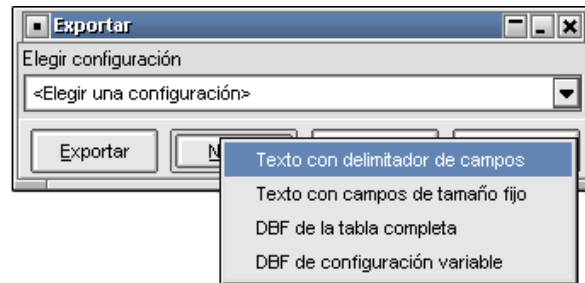 Exportar
Elegir configuración
<Elegir una configuración>
Exportar
Texto con delimitador de campos
Texto con campos de tamaño fijo
DBF de la tabla completa
DBF de configuración variable